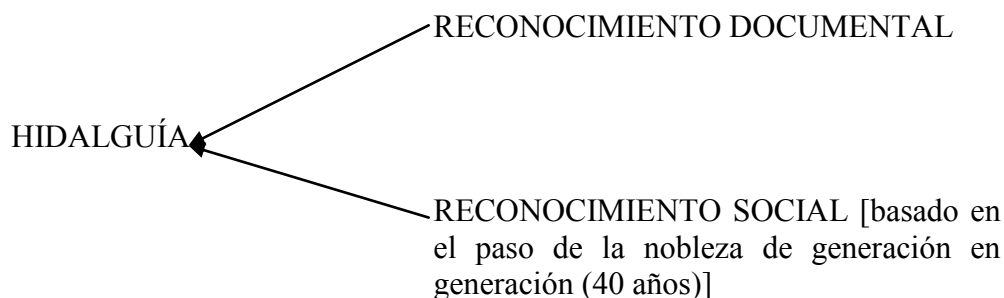 RECONOCIMIENTO DOCUMENTAL
HIDALGUÍA
RECONOCIMIENTO SOCIAL [basado en
el paso de la nobleza de generación en
generación (40 años)]